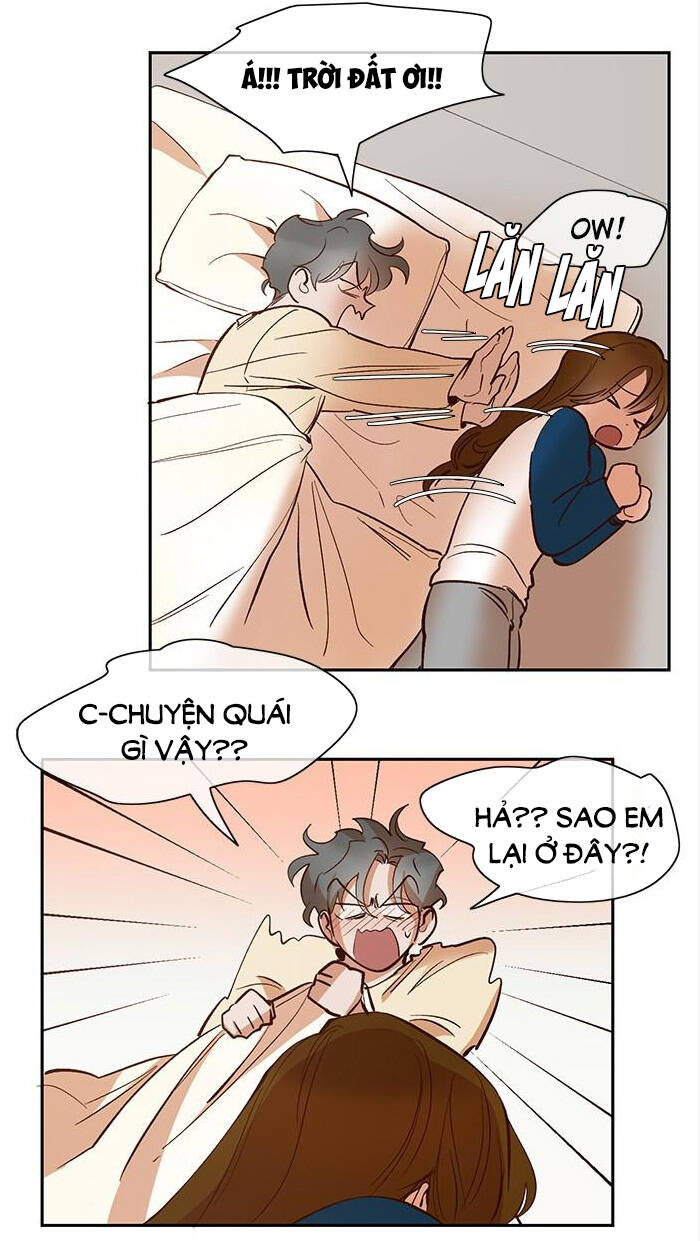 Á!!! TRỜI ĐẤT ƠI!!
OW!
LĂN LĂN
C-CHUYỆN QUÁI
GÌ VẬY??
HẢ?? SAO EM
LẠI Ở ĐÂY?!